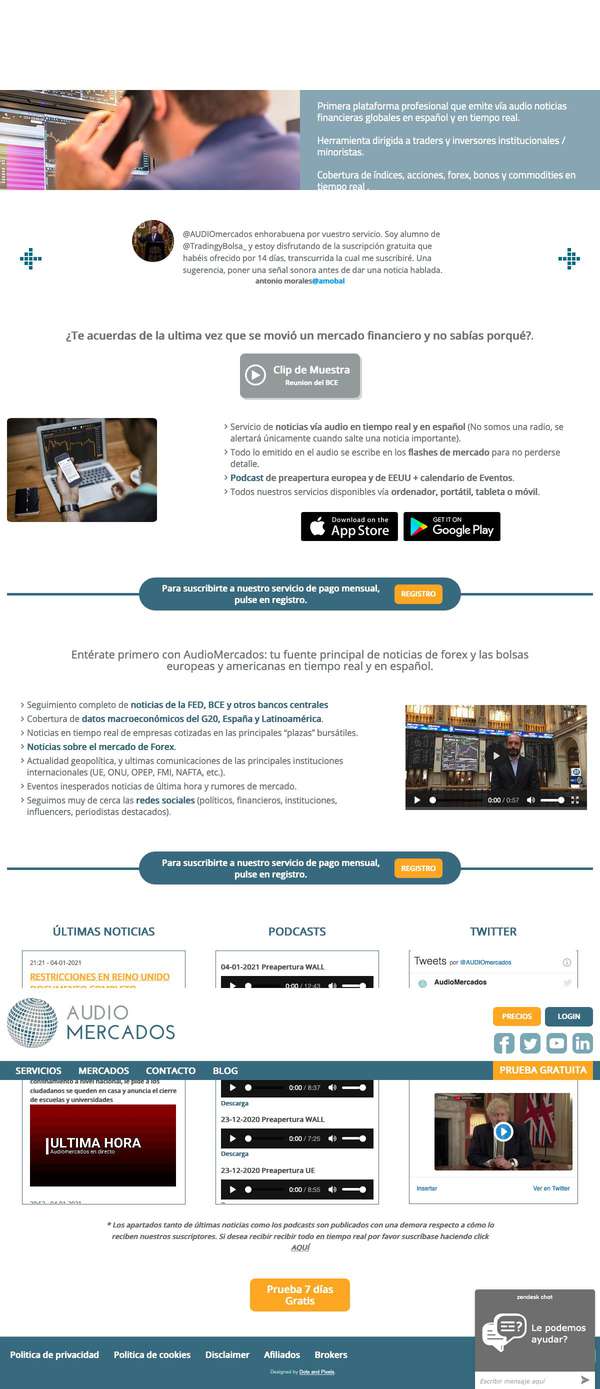 Primera plataforma profesional que emite vía audio noticias
financieras globales en español y en tiempo real.
Herramienta dirigida a traders y inversores institucionales /
minoristas.
Cobertura de índices, acciones, forex, bonos y commodities en
tiempo real .
@AUDIOmercados enhorabuena por vuestro servicio. Soy alumno de
@TradingyBolsa_ y estoy disfrutando de la suscripción gratuita que
habéis ofrecido por 14 días, transcurrida la cual me suscribiré. Una
sugerencia, poner una señal sonora antes de dar una notícia hablada.
antonio morales@amobal
¿Te acuerdas de la ultima vez que se movió un mercado financiero y no sabías porqué?.
Clip de Muestra
Reunion del BCE
Servicio de noticias vía audio en tiempo real y en español (No somos una radio, se
alertará únicamente cuando salte una noticia importante).
Todo lo emitido en el audio se escribe en los flashes de mercado para no perderse
detalle.
Podcast de preapertura europea y de EEUU + calendario de Eventos.
Todos nuestros servicios disponibles vía ordenador, portátil, tableta o móvil.
Download on the
App Store
GET IT ON
Google Play
Para suscribirte a nuestro servicio de pago mensual,
pulse en registro.
REGISTRO
Entérate primero con AudioMercados: tu fuente principal de noticias de forex y las bolsas
europeas y americanas en tiempo real y en español.
Seguimiento completo de noticias de la FED, BCE y otros bancos centrales
Cobertura de datos macroeconómicos del G20, España y Latinoamérica.
Noticias en tiempo real de empresas cotizadas en las principales "plazas" bursátiles.
Noticias sobre el mercado de Forex.
Actualidad geopolítica, y ultimas comunicaciones de las principales instituciones
internacionales (UE, ONU, OPEP, FMI, NAFTA, etc.).
Eventos inesperados noticias de última hora y rumores de mercado.
Seguimos muy de cerca las redes sociales (políticos, financieros, instituciones,
influencers, periodistas destacados).
0:00 / 0:57
Para suscribirte a nuestro servicio de pago mensual,
pulse en registro.
REGISTRO
ÚLTIMAS NOTICIAS
PODCASTS
TWITTER
21:21 - 04-01-2021
RESTRICCIONES EN REINO UNIDO
DOCUMENTO COMPLETO
04-01-2021 Preapertura WALL
0:00 / 12:43
Tweets por @AUDIOmercados
AudioMercados
AUDIO
MERCADOS
PRECIOS
LOGIN
SERVICIOS
MERCADOS
CONTACTO
BLOG
PRUEBA GRATUITA
confinamiento a nivel nacional, le pide a los
ciudadanos se queden en casa y anuncia el cierre
de escuelas y universidades
ULTIMA HORA
Audiomercados en directo
0:00 / 8:37
Descarga
23-12-2020 Preapertura WALL
0:00 / 7:25
Descarga
23-12-2020 Preapertura UE
0:00 / 8:55
Insertar
Ver en Twitter
* Los apartados tanto de últimas noticias como los podcasts son publicados con una demora respecto a cómo lo
reciben nuestros suscriptores. Si desea recibir recibir todo en tiempo real por favor suscríbase haciendo click
AQUÍ
Prueba 7 días
Gratis
zendesk chat
Le podemos
ayudar?
Escribir mensaje aquí
Politica de privacidad
Politica de cookies
Disclaimer
Afiliados
Brokers
Designed by Dots and Pixels.